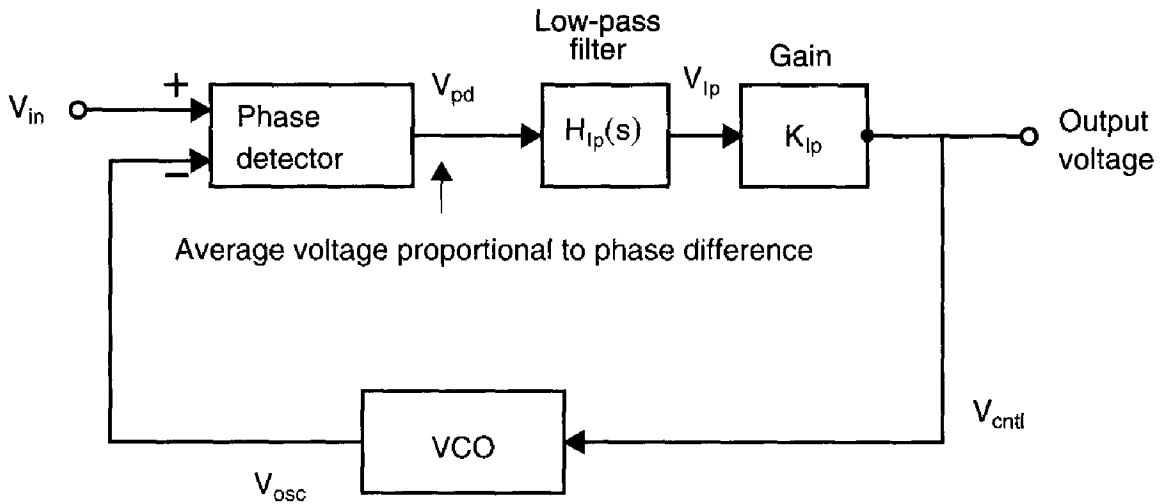 Low-pass
filter
Gain
V_in
+
−
Phase
detector
V_pd
H_lp(s)
V_lp
K_lp
Output
voltage
Average voltage proportional to phase difference
VCO
V_cntl
V_osc